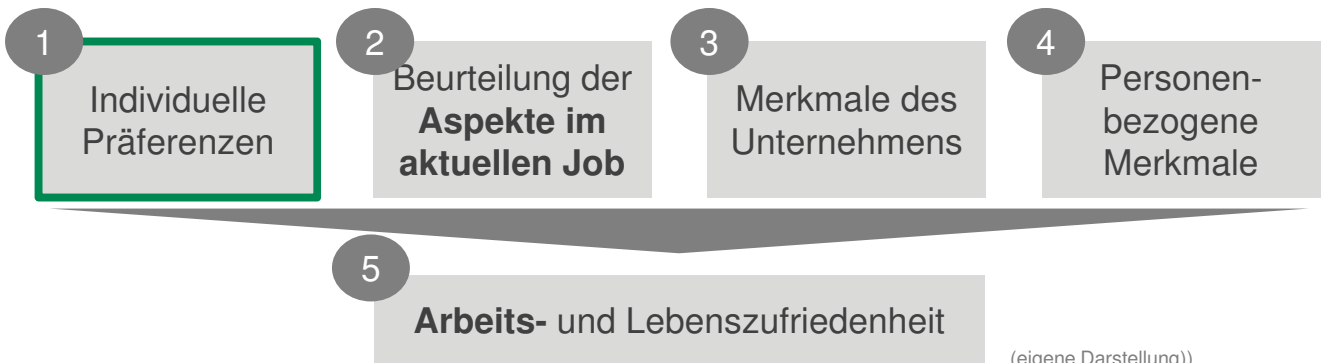 1
Individuelle
Präferenzen
2
Beurteilung der
Aspekte im
aktuellen Job
3
Merkmale des
Unternehmens
4
Personen-
bezogene
Merkmale
5
Arbeits- und Lebenszufriedenheit
(eigene Darstellung))